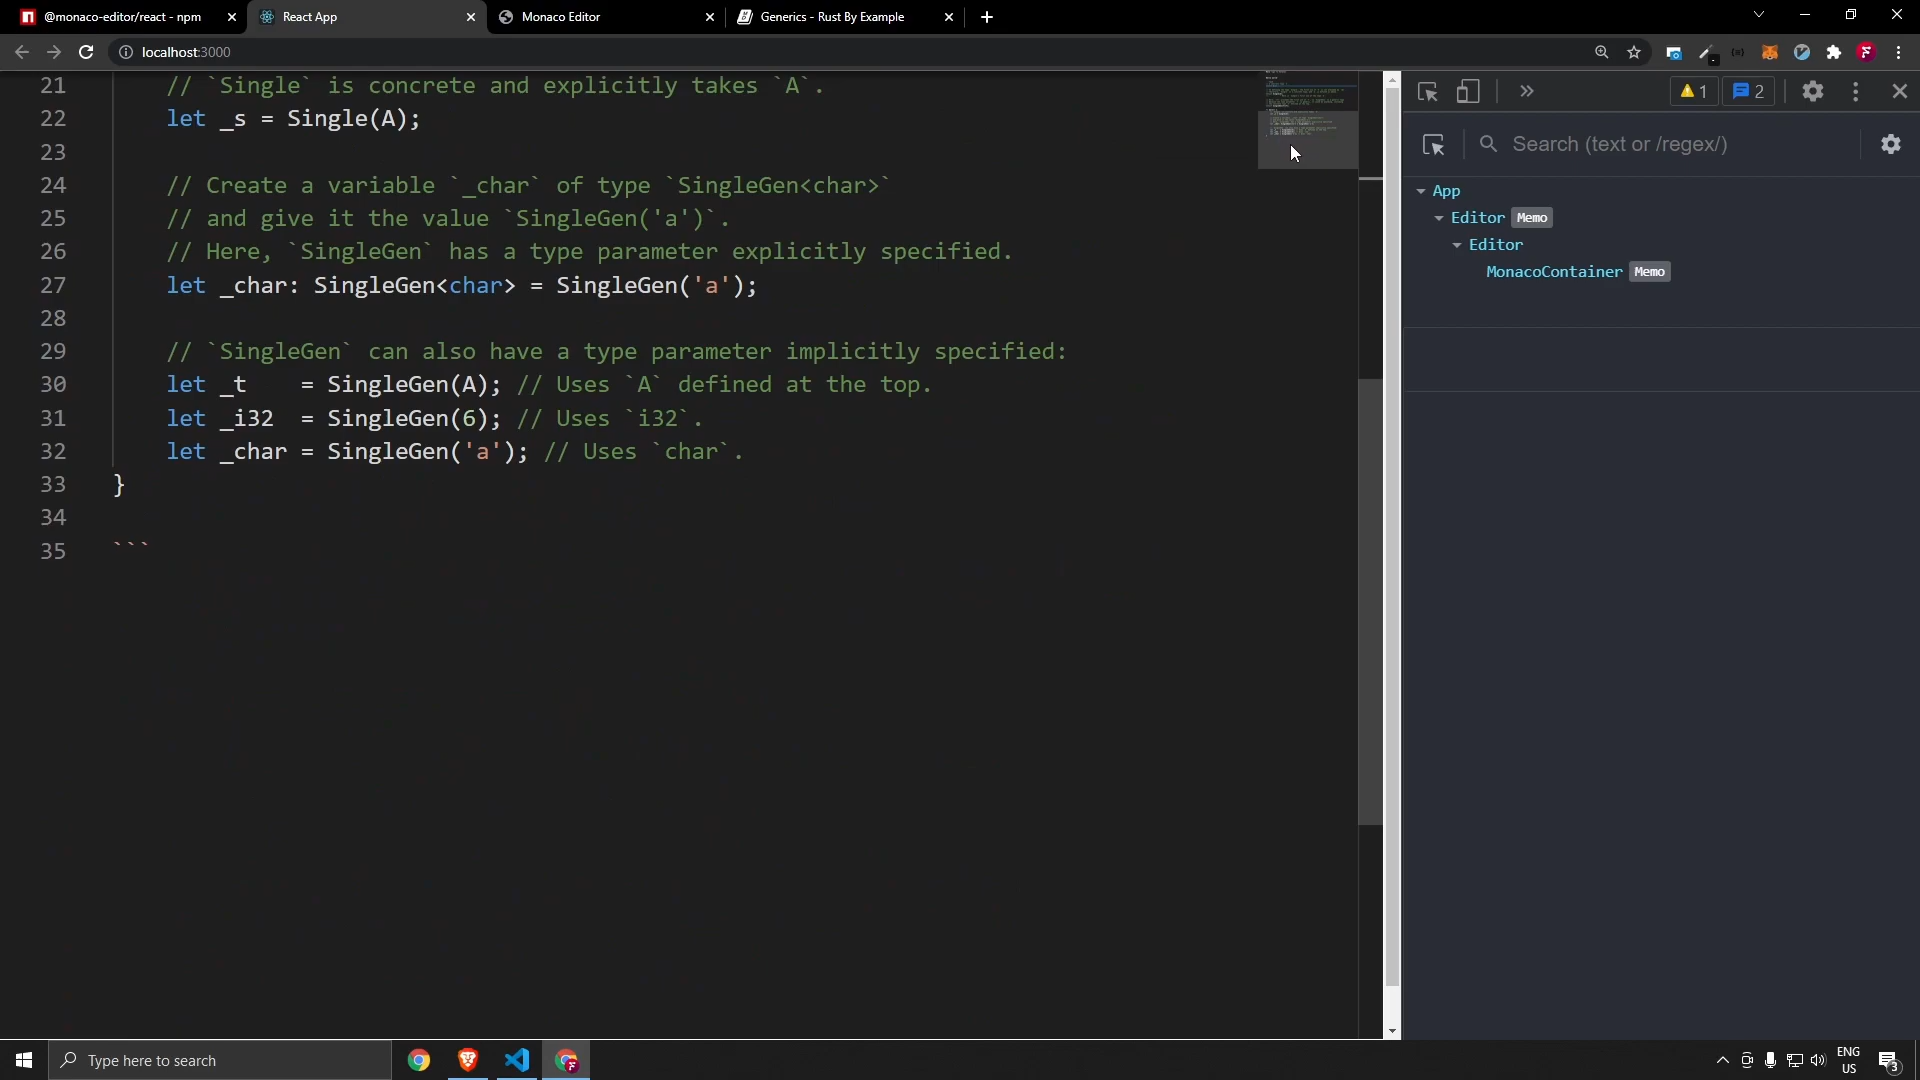 @monaco-editor/react - npm
React App
Monaco Editor
Generics - Rust By Example
localhost:3000
21 // `Single` is concrete and explicitly takes `A`.
22 let _s = Single(A);
23
24 // Create a variable `_char` of type `SingleGen<char>`
25 // and give it the value `SingleGen('a')`.
26 // Here, `SingleGen` has a type parameter explicitly specified.
27 let _char: SingleGen<char> = SingleGen('a');
28
29 // `SingleGen` can also have a type parameter implicitly specified:
30 let _t    = SingleGen(A); // Uses `A` defined at the top.
31 let _i32  = SingleGen(6); // Uses `i32`.
32 let _char = SingleGen('a'); // Uses `char`.
33 }
34
35 ```
1
2
Search (text or /regex/)
App
Editor Memo
Editor
MonacoContainer Memo
Type here to search
ENG
US
3